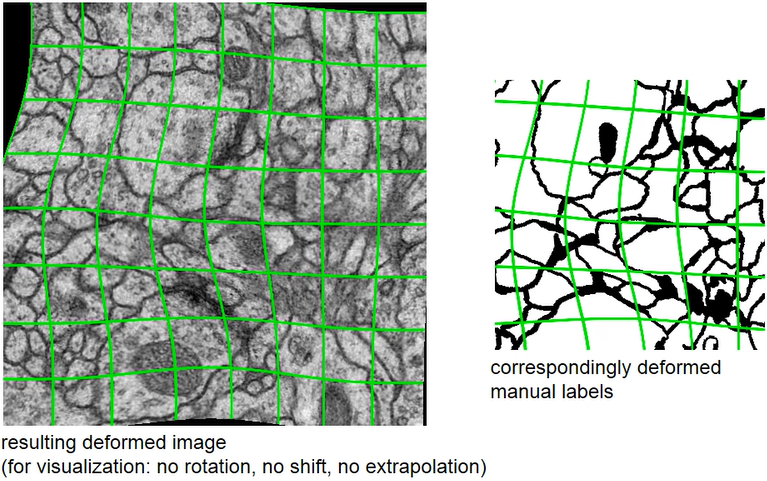 resulting deformed image
(for visualization: no rotation, no shift, no extrapolation)
correspondingly deformed
manual labels